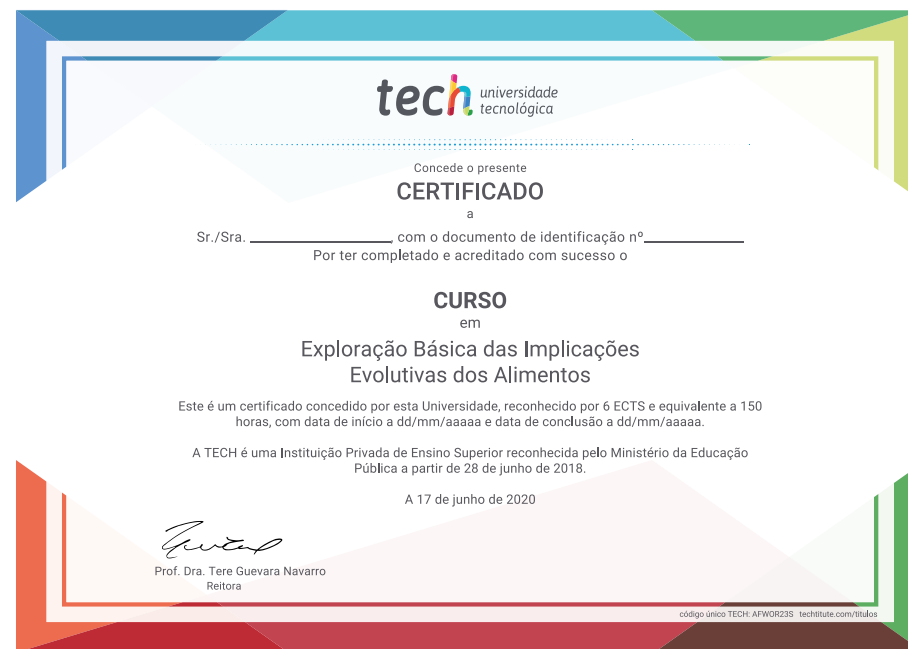 tech universidade
tecnológica
Concede o presente
CERTIFICADO
a
Sr./Sra. ____________________, com o documento de identificação nº______________
Por ter completado e acreditado com sucesso o
CURSO
em
Exploração Básica das Implicações
Evolutivas dos Alimentos
Este é um certificado concedido por esta Universidade, reconhecido por 6 ECTS e equivalente a 150
horas, com data de início a dd/mm/aaaaa e data de conclusão a dd/mm/aaaaa.
A TECH é uma Instituição Privada de Ensino Superior reconhecida pelo Ministério da Educação
Pública a partir de 28 de junho de 2018.
A 17 de junho de 2020
Prof. Dra. Tere Guevara Navarro
Reitora
código único TECH: AFWOR23S techtitute.com/titulos